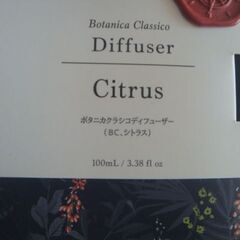 Botanica Classico
Diffuser
Citrus
ボタニカクラシコディフューザー
(BC、シトラス)
100mL / 3.38 fl oz